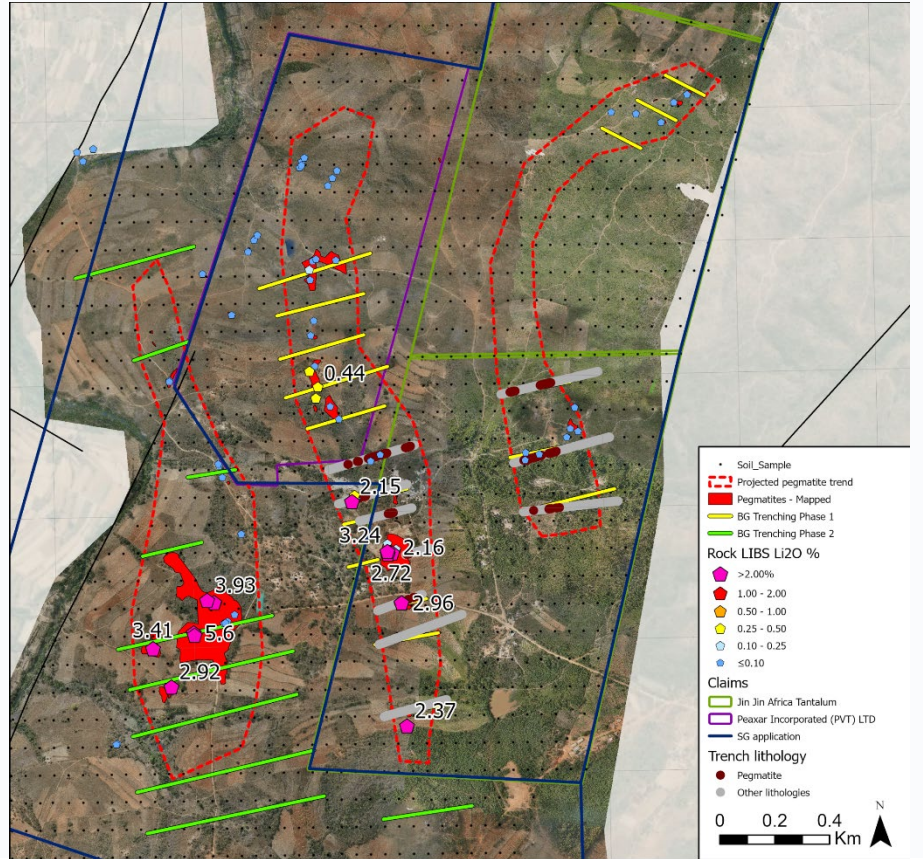 0.44
2.15
3.24
2.16
2.72
2.96
3.93
5.6
3.41
2.92
2.37
Soil_Sample
Projected pegmatite trend
Pegmatites - Mapped
BG Trenching Phase 1
BG Trenching Phase 2
Rock LIBS Li2O %
>2.00%
1.00 - 2.00
0.50 - 1.00
0.25 - 0.50
0.10 - 0.25
≤0.10
Claims
Jin Jin Africa Tantalum
Peaxar Incorporated (PVT) LTD
SG application
Trench lithology
Pegmatite
Other lithologies
N
0 0.2 0.4
Km